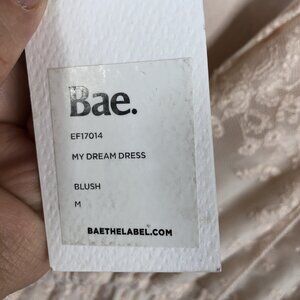 Bae.
EF17014
MY DREAM DRESS
BLUSH
M
BAETHELABEL.COM